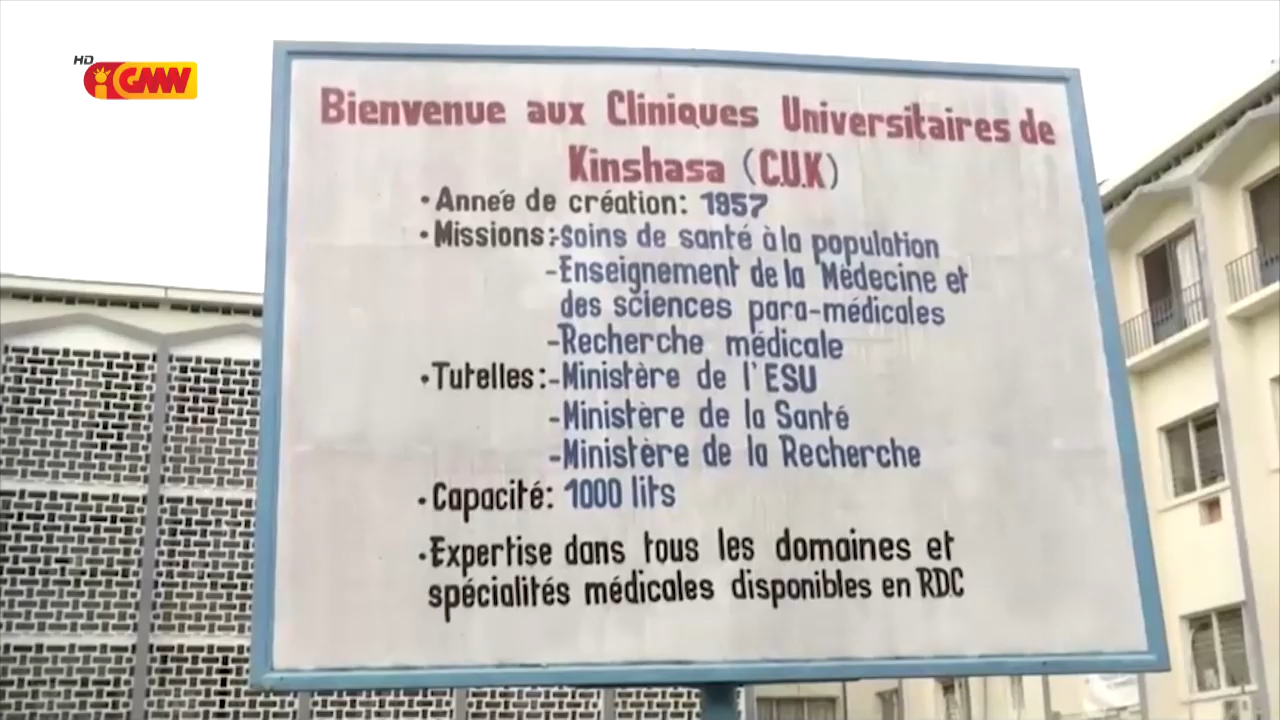 HD
GMW
Bienvenue aux Cliniques Universitaires de
Kinshasa (C.U.K)
• Année de création: 1957
• Missions:-Soins de santé à la population
-Enseignement de la Médecine et
des sciences para-médicales
-Recherche médicale
• Tutelles:-Ministère de l'ESU
-Ministère de la Santé
-Ministère de la Recherche
• Capacité: 1000 lits
• Expertise dans tous les domaines et
spécialités médicales disponibles en RDC